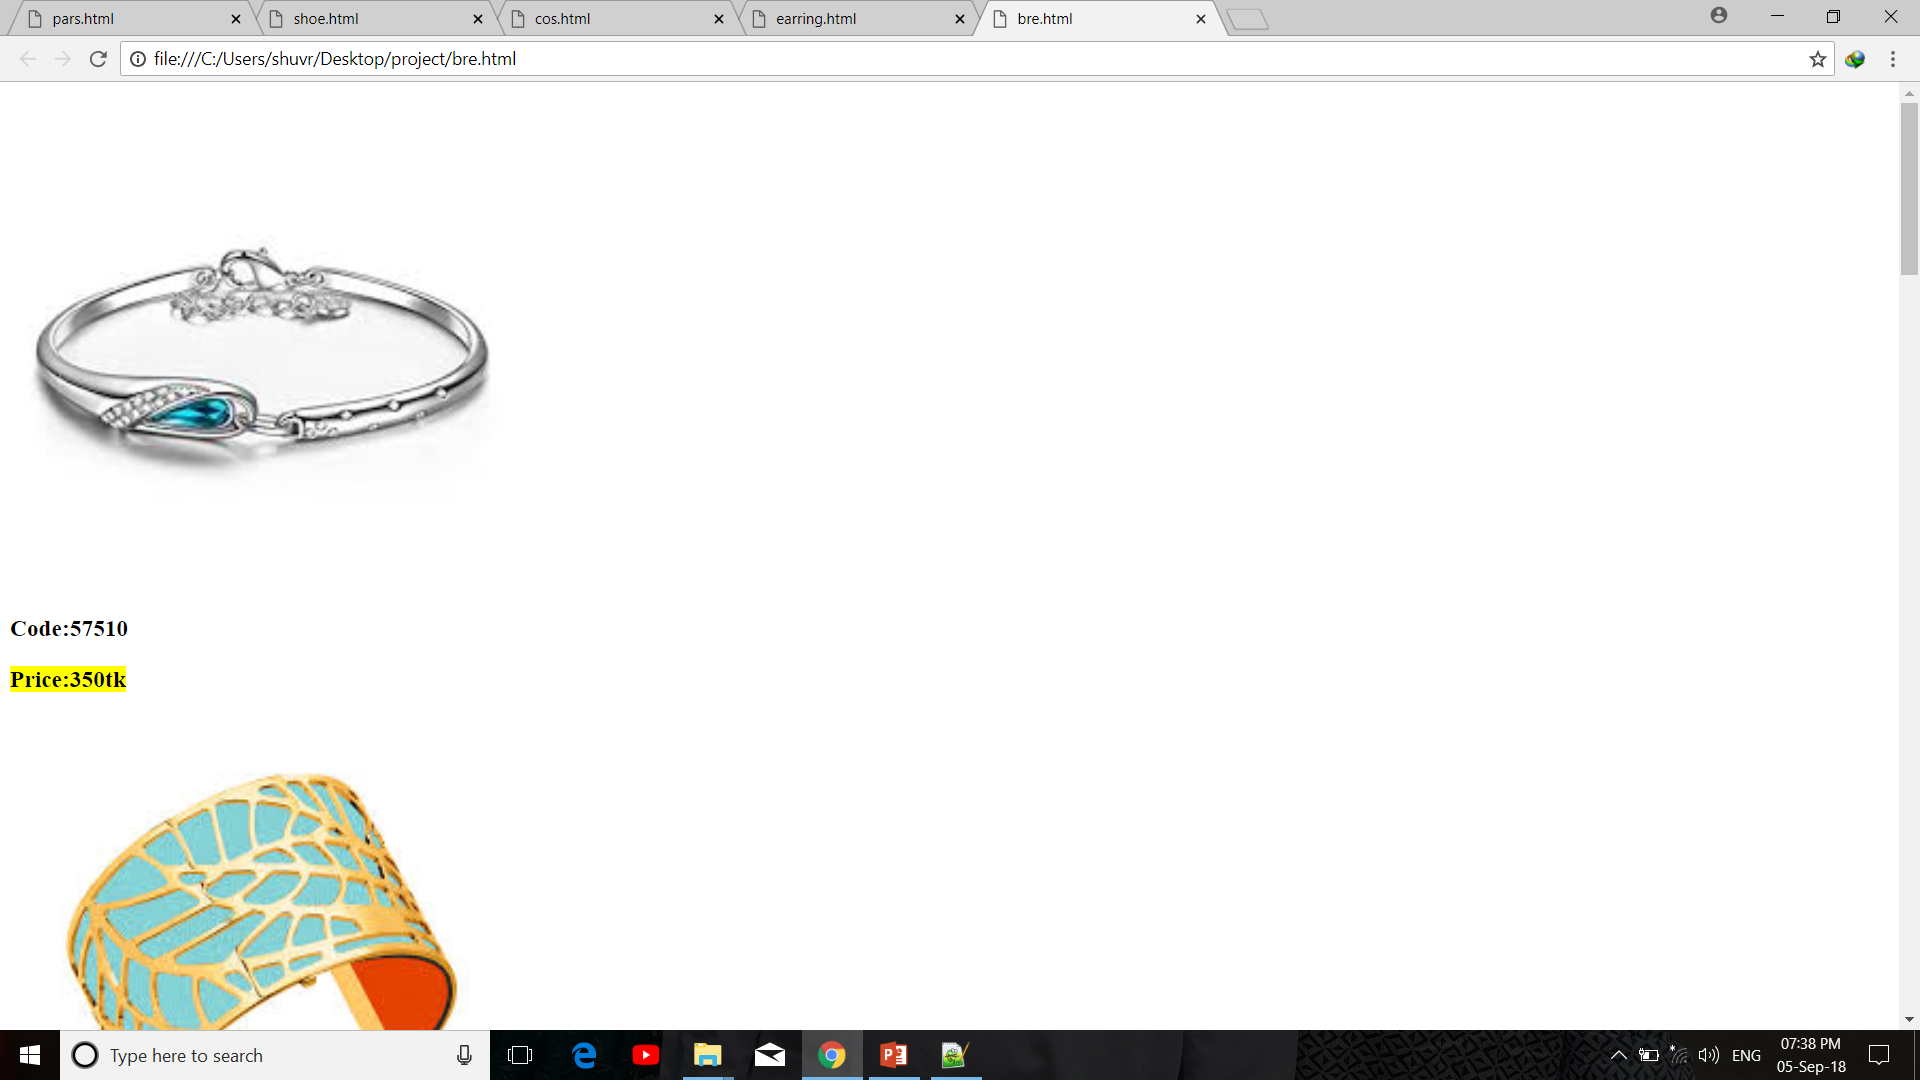 pars.html
shoe.html
cos.html
earring.html
bre.html
file:///C:/Users/shuvr/Desktop/project/bre.html
Code:57510
Price:350tk
Type here to search
ENG
07:38 PM
05-Sep-18